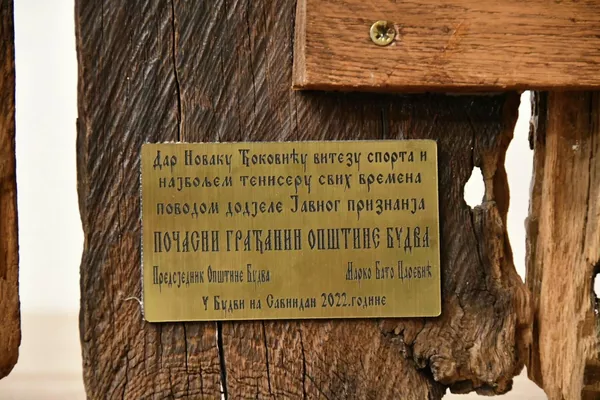 Дар Новаку Ђоковићу витезу спорта и
најбољем тенисеру свих времена
поводом додјеле Јавног признања
ПОЧАСНИ ГРАЂАНИН ОПШТИНЕ БУДВА
Предсједник Општине Будва Марко Бато Царевић
У Будви на Савиндан 2022.године